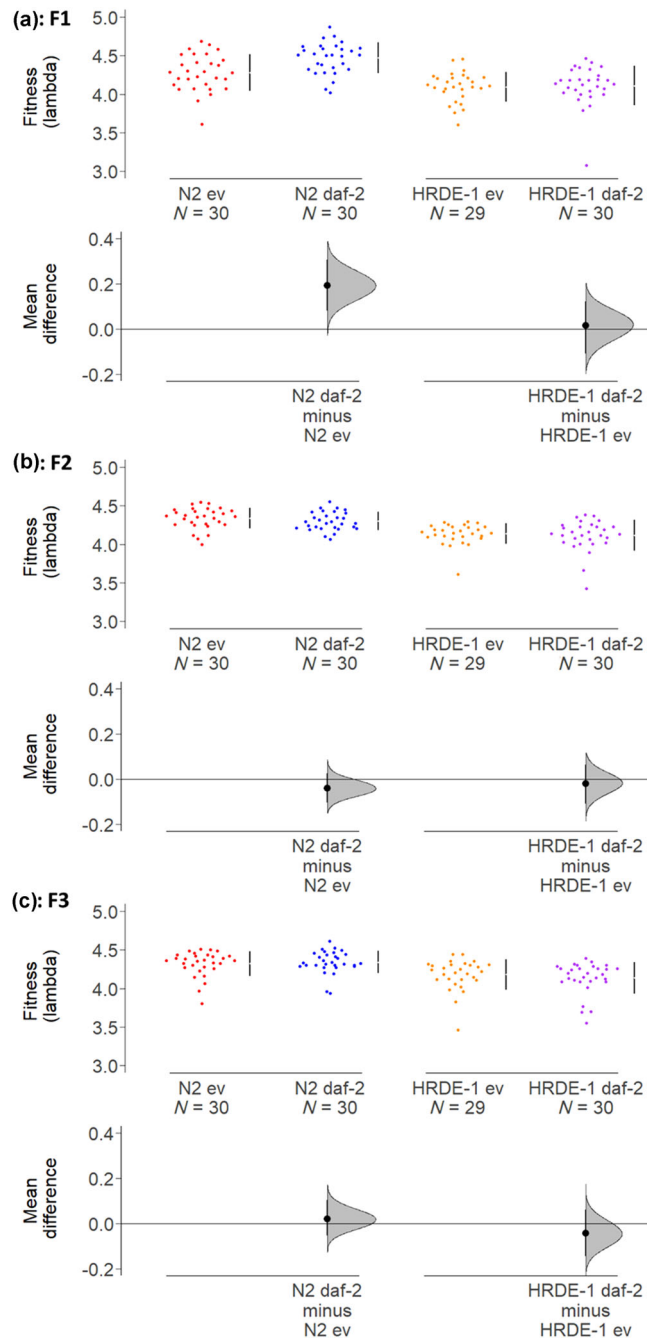 (a): F1
Fitness
(lambda)
5.0
4.5
4.0
3.5
3.0
N2 ev
N = 30
N2 daf-2
N = 30
HRDE-1 ev
N = 29
HRDE-1 daf-2
N = 30
Mean
difference
0.4
0.2
0.0
-0.2
N2 daf-2
minus
N2 ev
HRDE-1 daf-2
minus
HRDE-1 ev
(b): F2
Fitness
(lambda)
5.0
4.5
4.0
3.5
3.0
N2 ev
N = 30
N2 daf-2
N = 30
HRDE-1 ev
N = 29
HRDE-1 daf-2
N = 30
Mean
difference
0.4
0.2
0.0
-0.2
N2 daf-2
minus
N2 ev
HRDE-1 daf-2
minus
HRDE-1 ev
(c): F3
Fitness
(lambda)
5.0
4.5
4.0
3.5
3.0
N2 ev
N = 30
N2 daf-2
N = 30
HRDE-1 ev
N = 29
HRDE-1 daf-2
N = 30
Mean
difference
0.4
0.2
0.0
-0.2
N2 daf-2
minus
N2 ev
HRDE-1 daf-2
minus
HRDE-1 ev